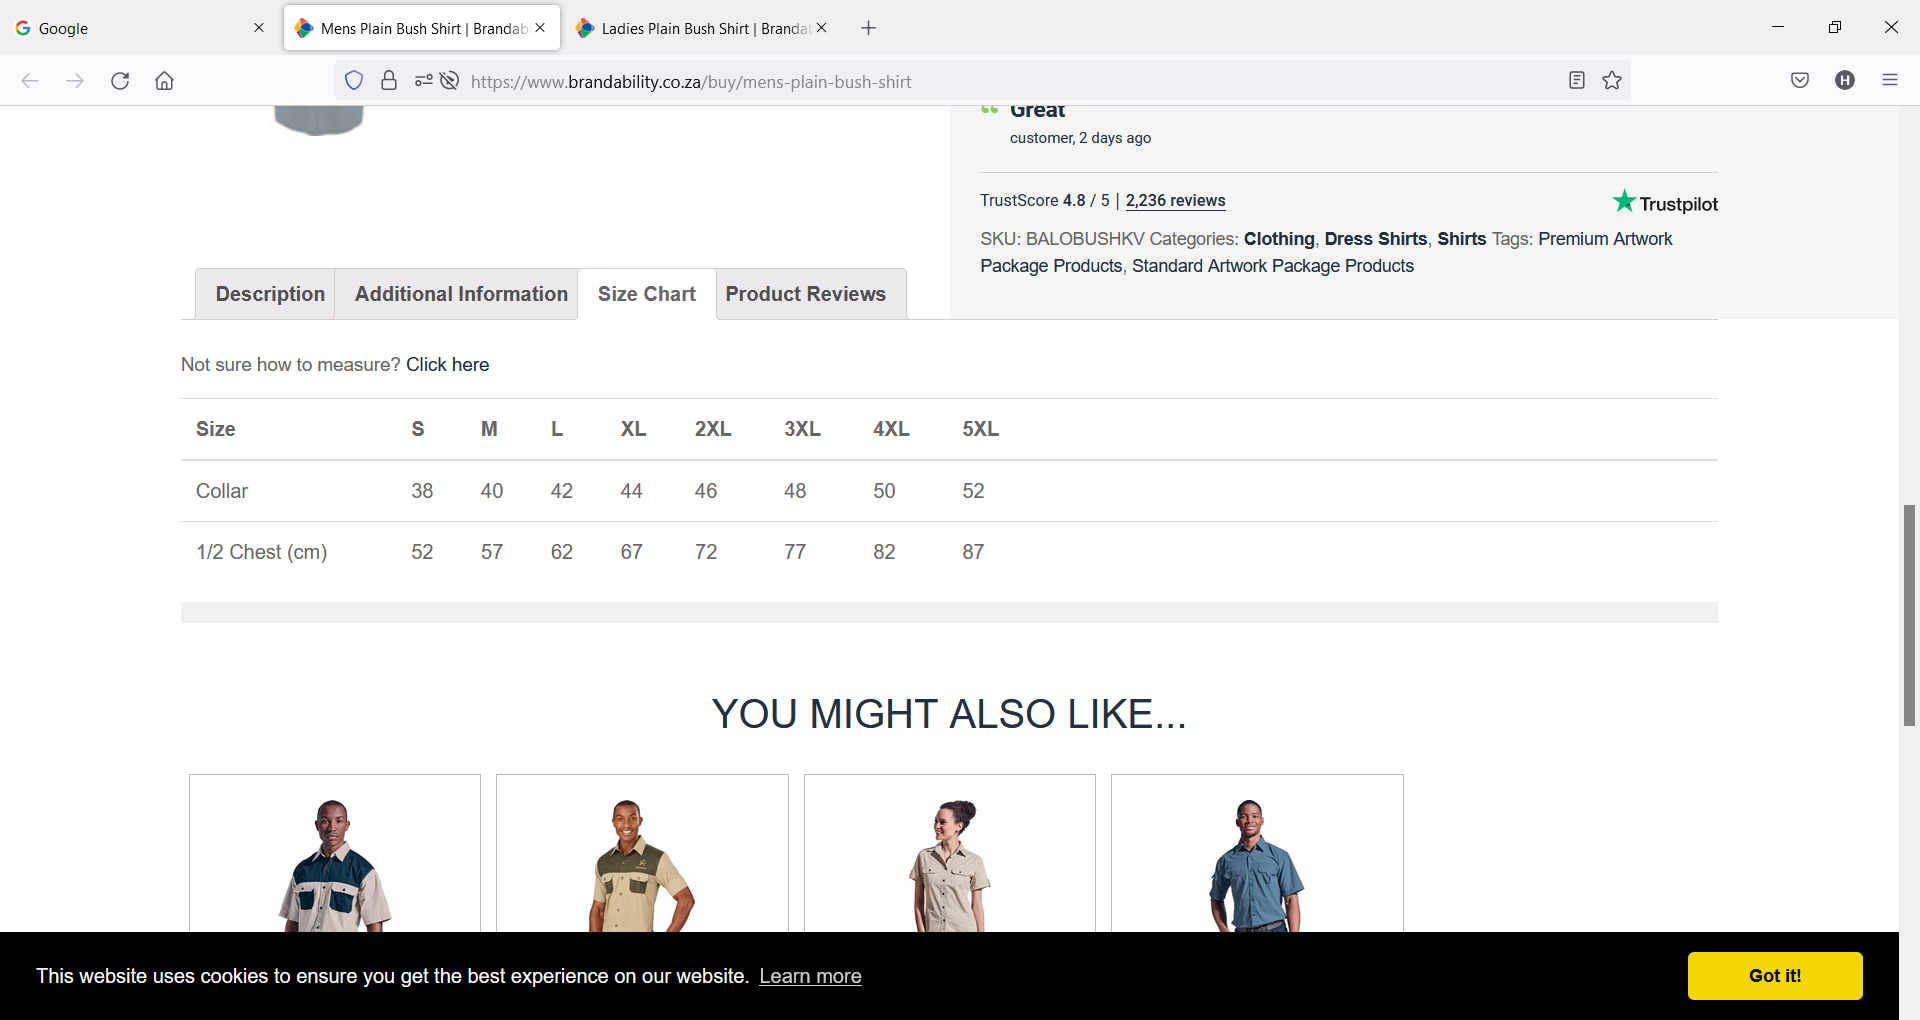 Google
Mens Plain Bush Shirt | Brandab
Ladies Plain Bush Shirt | Branda
https://www.brandability.co.za/buy/mens-plain-bush-shirt
H
Great
customer, 2 days ago
TrustScore 4.8 / 5 | 2,236 reviews
Trustpilot
SKU: BALOBUSHKV Categories: Clothing, Dress Shirts, Shirts Tags: Premium Artwork
Package Products, Standard Artwork Package Products
Description
Additional Information
Size Chart
Product Reviews
Not sure how to measure? Click here
Size S M L XL 2XL 3XL 4XL 5XL
Collar 38 40 42 44 46 48 50 52
1/2 Chest (cm) 52 57 62 67 72 77 82 87
YOU MIGHT ALSO LIKE...
This website uses cookies to ensure you get the best experience on our website. Learn more
Got it!